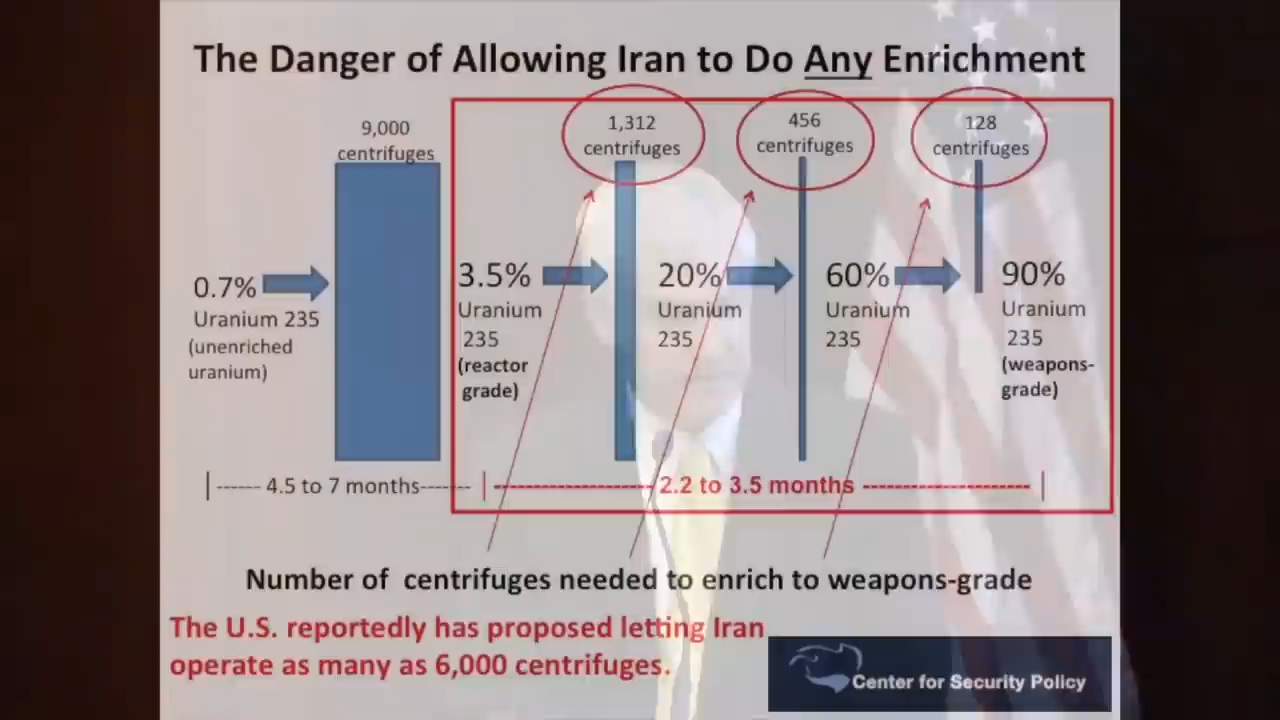 The Danger of Allowing Iran to Do Any Enrichment
9,000
centrifuges
1,312
centrifuges
456
centrifuges
128
centrifuges
0.7%
Uranium 235
(unenriched
uranium)
3.5%
Uranium
235
(reactor
grade)
20%
Uranium
235
60%
Uranium
235
90%
Uranium
235
(weapons-
grade)
|------ 4.5 to 7 months-------
|--------------------2.2 to 3.5 months ---------------------|
Number of centrifuges needed to enrich to weapons-grade
The U.S. reportedly has proposed letting Iran
operate as many as 6,000 centrifuges.
Center for Security Policy